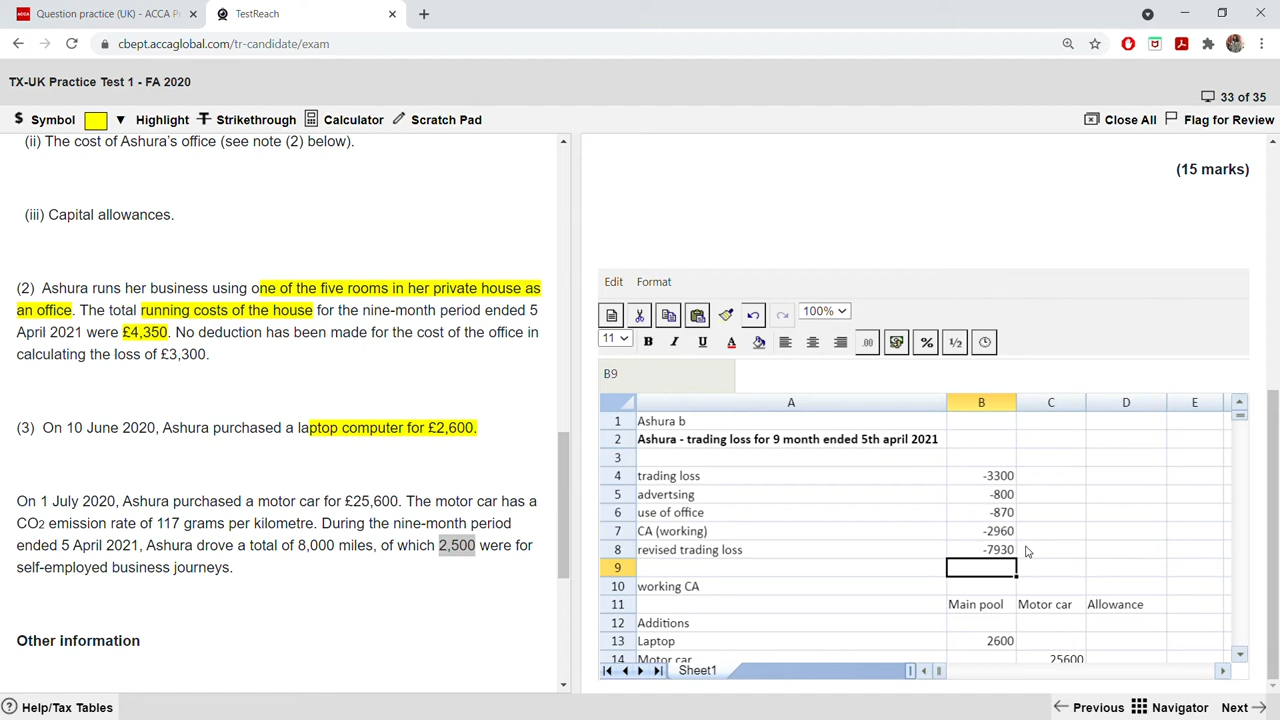 Question practice (UK) - ACCA P
TestReach
cbept.accaglobal.com/tr-candidate/exam
TX-UK Practice Test 1 - FA 2020
33 of 35
$ Symbol Highlight Strikethrough Calculator Scratch Pad
Close All Flag for Review
(ii) The cost of Ashura's office (see note (2) below).
(iii) Capital allowances.
(2) Ashura runs her business using one of the five rooms in her private house as
an office. The total running costs of the house for the nine-month period ended 5
April 2021 were £4,350. No deduction has been made for the cost of the office in
calculating the loss of £3,300.
(3) On 10 June 2020, Ashura purchased a laptop computer for £2,600.
On 1 July 2020, Ashura purchased a motor car for £25,600. The motor car has a
CO2 emission rate of 117 grams per kilometre. During the nine-month period
ended 5 April 2021, Ashura drove a total of 8,000 miles, of which 2,500 were for
self-employed business journeys.
Other information
(15 marks)
Edit Format
100%
11 B I U A .00 % 1/2
B9
A B C D E
1 Ashura b
2 Ashura - trading loss for 9 month ended 5th april 2021
3
4 trading loss -3300
5 advertsing -800
6 use of office -870
7 CA (working) -2960
8 revised trading loss -7930
9
10 working CA
11 Main pool Motor car Allowance
12 Additions
13 Laptop 2600
14 Motor car 25600
Sheet1
Help/Tax Tables
Previous Navigator Next